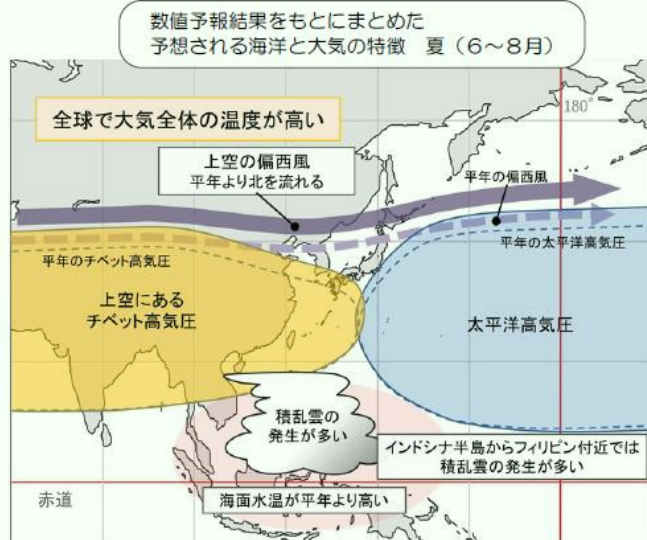 数値予報結果をもとにまとめた
予想される海洋と大気の特徴　夏（６～８月）
180°
全球で大気全体の温度が高い
上空の偏西風
平年より北を流れる
平年の偏西風
平年のチベット高気圧
平年の太平洋高気圧
上空にある
チベット高気圧
太平洋高気圧
積乱雲の
発生が多い
インドシナ半島からフィリピン付近では
積乱雲の発生が多い
赤道
海面水温が平年より高い